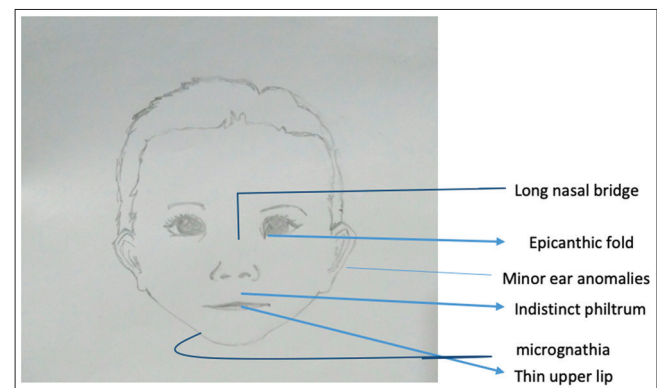 Long nasal bridge
Epicanthic fold
Minor ear anomalies
Indistinct philtrum
micrognathia
Thin upper lip